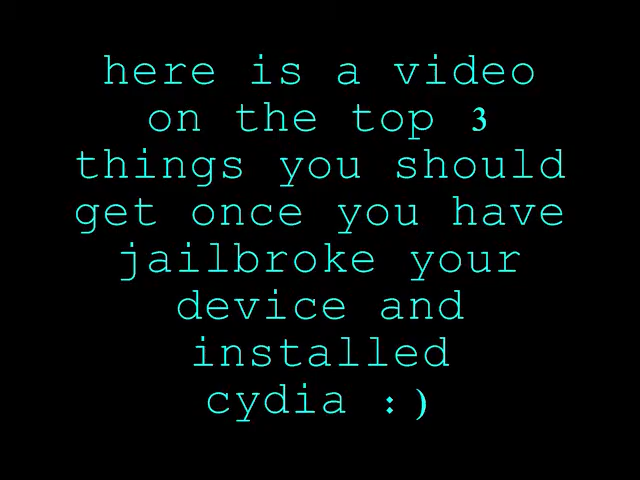 here is a video
on the top 3
things you should
get once you have
jailbroke your
device and
installed
cydia :)